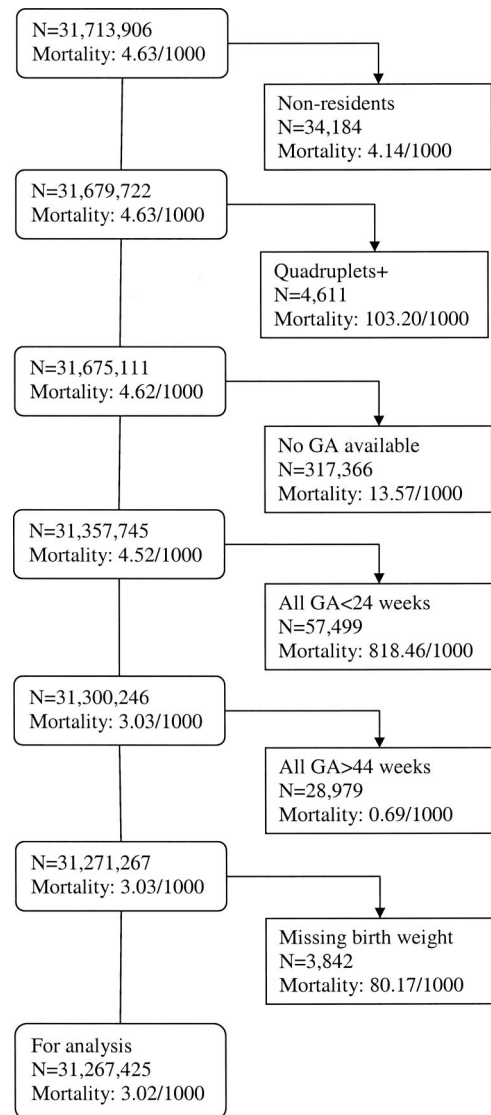 N=31,713,906
Mortality: 4.63/1000
Non-residents
N=34,184
Mortality: 4.14/1000
N=31,679,722
Mortality: 4.63/1000
Quadruplets+
N=4,611
Mortality: 103.20/1000
N=31,675,111
Mortality: 4.62/1000
No GA available
N=317,366
Mortality: 13.57/1000
N=31,357,745
Mortality: 4.52/1000
All GA<24 weeks
N=57,499
Mortality: 818.46/1000
N=31,300,246
Mortality: 3.03/1000
All GA>44 weeks
N=28,979
Mortality: 0.69/1000
N=31,271,267
Mortality: 3.03/1000
Missing birth weight
N=3,842
Mortality: 80.17/1000
For analysis
N=31,267,425
Mortality: 3.02/1000